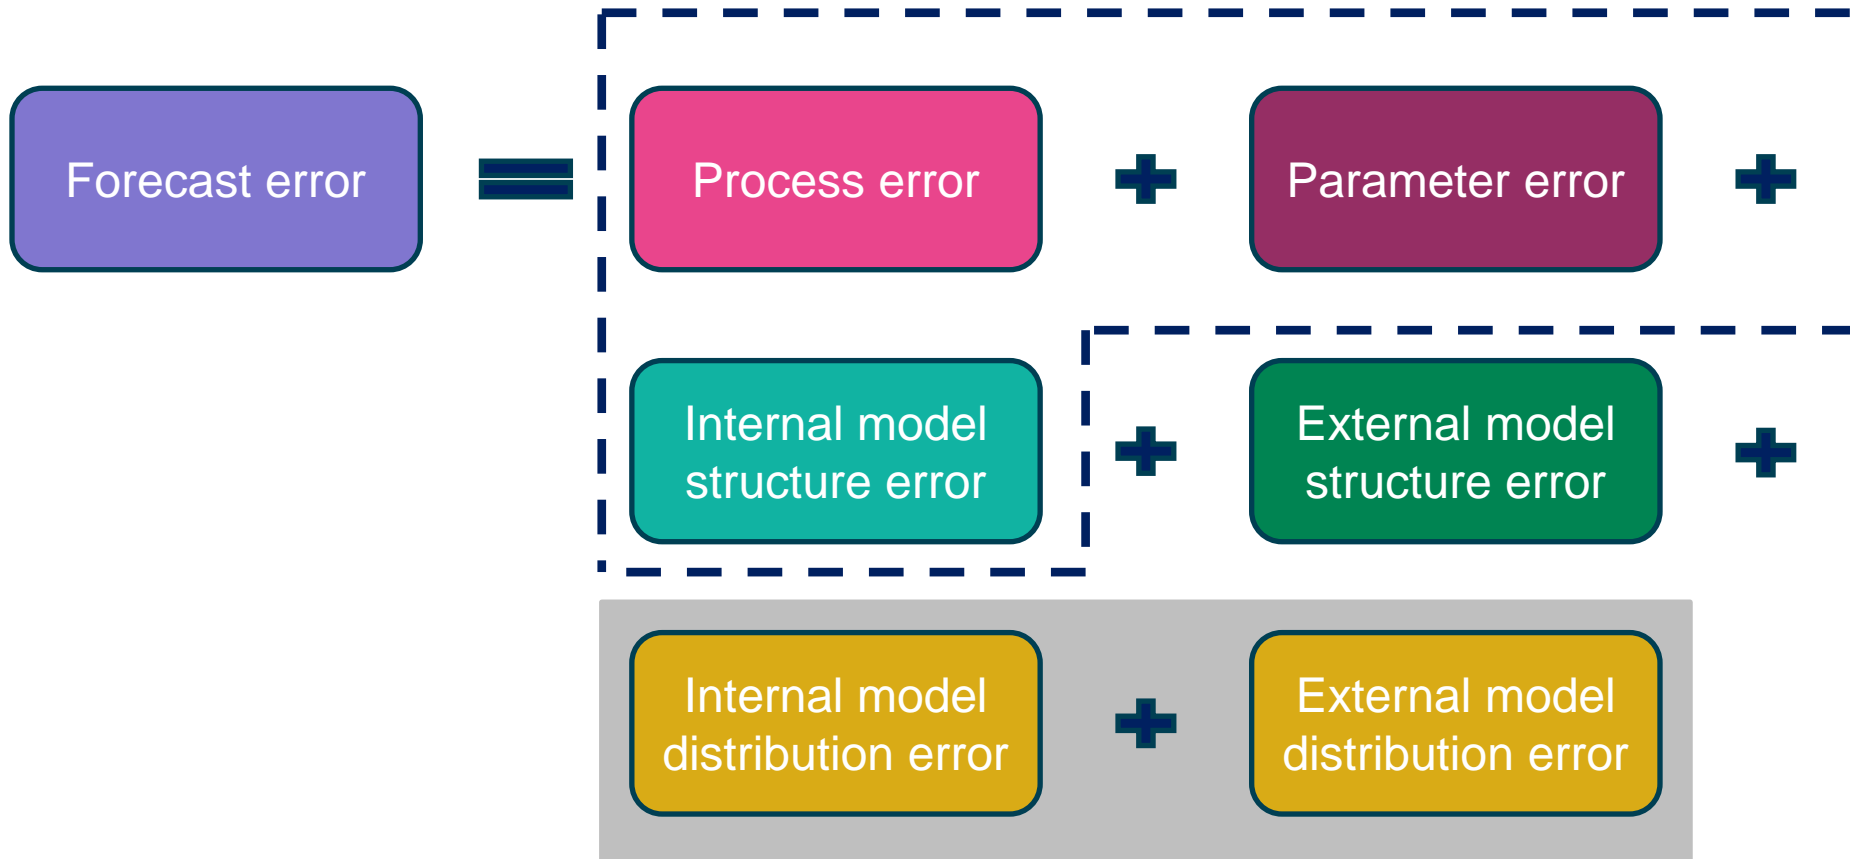 Forecast error
Process error
Parameter error
Internal model
structure error
External model
structure error
Internal model
distribution error
External model
distribution error